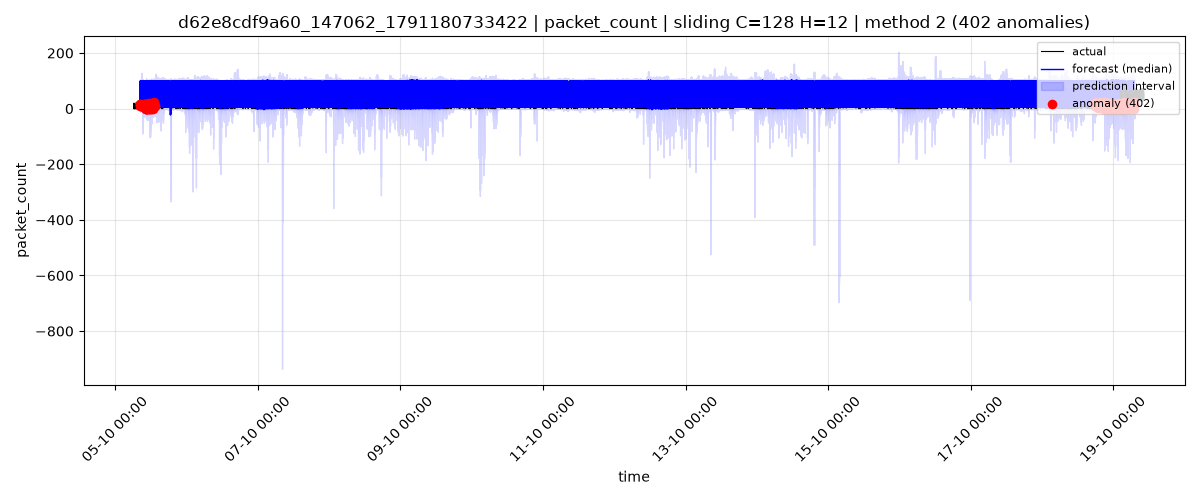 d62e8cdf9a60_147062_1791180733422 | packet_count | sliding C=128 H=12 | method 2 (402 anomalies)
actual
forecast (median)
prediction interval
anomaly (402)
packet_count
200
0
−200
−400
−600
−800
05-10 00:00
07-10 00:00
09-10 00:00
11-10 00:00
13-10 00:00
15-10 00:00
17-10 00:00
19-10 00:00
time